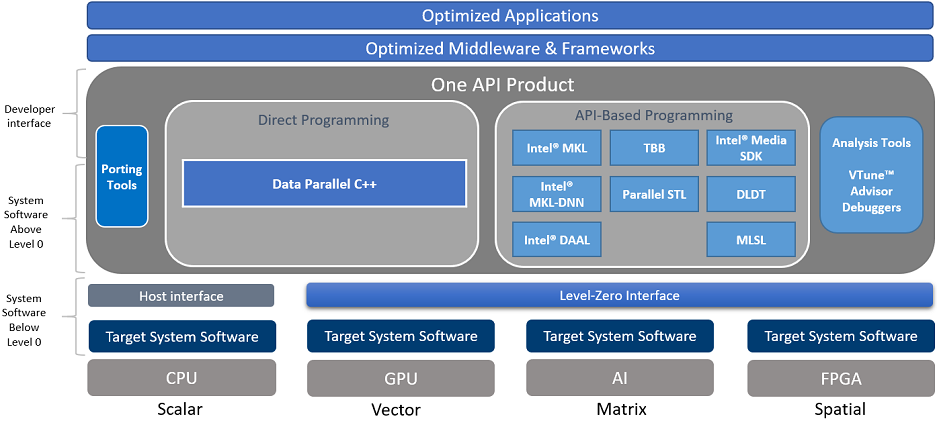 Optimized Applications
Optimized Middleware & Frameworks
One API Product
Developer
interface
System
Software
Above
Level 0
System
Software
Below
Level 0
Porting
Tools
Direct Programming
Data Parallel C++
API-Based Programming
Intel® MKL
TBB
Intel® Media
SDK
Intel®
MKL-DNN
Parallel STL
DLDT
Intel® DAAL
MLSL
Analysis Tools
VTune™
Advisor
Debuggers
Host interface
Level-Zero Interface
Target System Software
Target System Software
Target System Software
Target System Software
CPU
GPU
AI
FPGA
Scalar
Vector
Matrix
Spatial